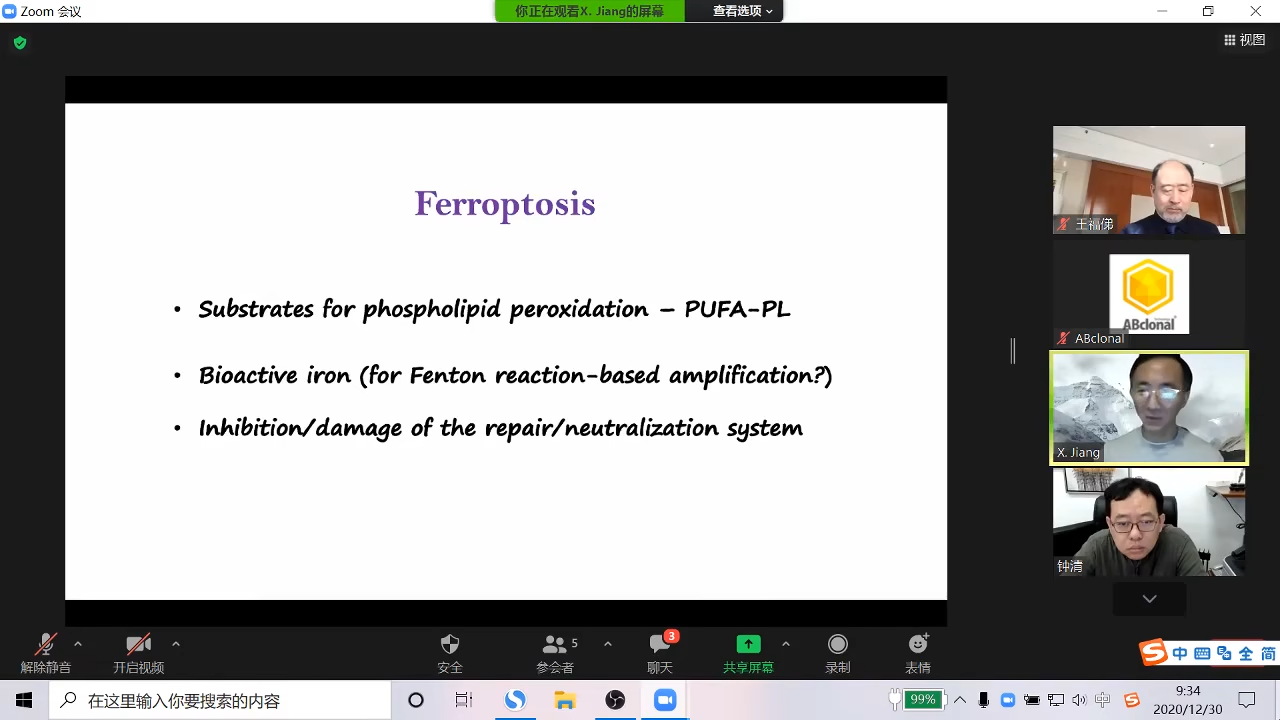 Zoom 会议
你正在观看X. Jiang的屏幕
查看选项
视图
Ferroptosis
• Substrates for phospholipid peroxidation – PUFA-PL
• Bioactive iron (for Fenton reaction-based amplification?)
• Inhibition/damage of the repair/neutralization system
王福俤
ABclonal
ABclonal
X. Jiang
钟清
解除静音
开启视频
安全
5
参会者
3
聊天
共享屏幕
录制
表情
S 中 全 简
在这里输入你要搜索的内容
99%
中
9:34
2020/12/30